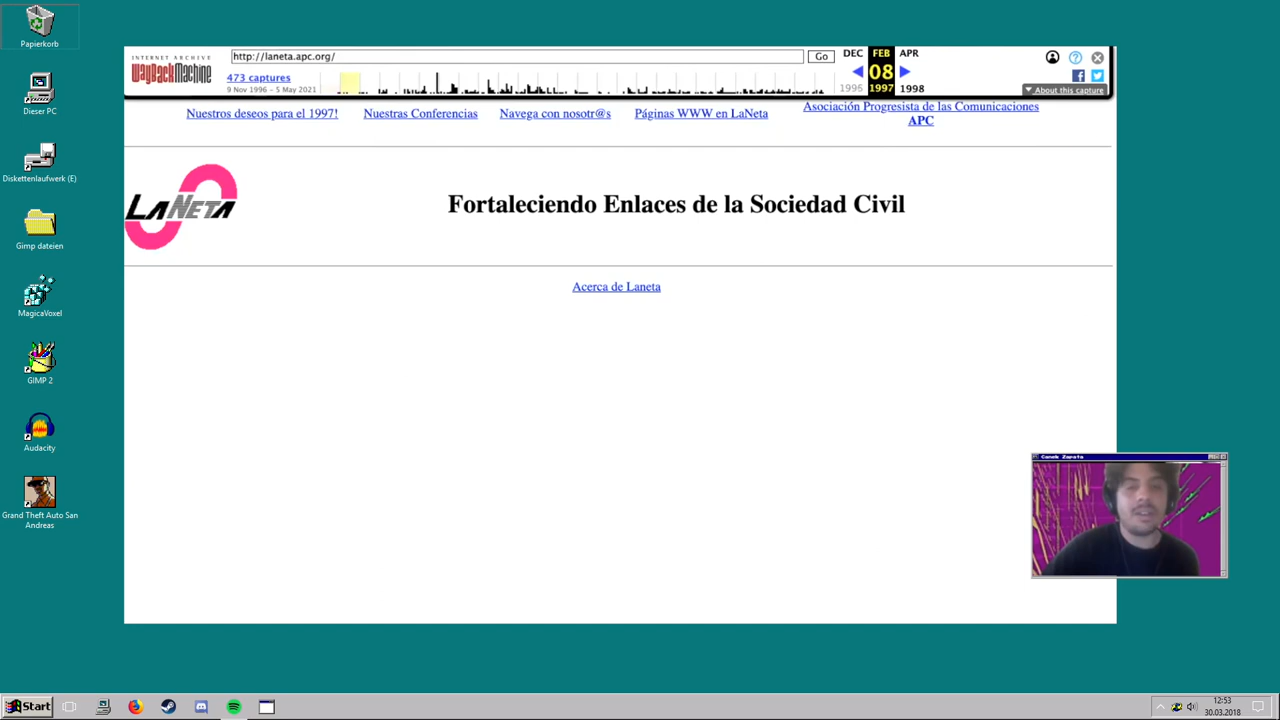 Papierkorb
Dieser PC
Diskettenlaufwerk (E)
Gimp dateien
MagicaVoxel
GIMP 2
Audacity
Grand Theft Auto San
Andreas
INTERNET ARCHIVE
WayBackMachine
http://laneta.apc.org/
Go
473 captures
9 Nov 1996 – 5 May 2021
DEC FEB APR
08
1996 1997 1998
About this capture
Nuestros deseos para el 1997! Nuestras Conferencias Navega con nosotr@s Páginas WWW en LaNeta Asociación Progresista de las Comunicaciones
APC
LANETA
Fortaleciendo Enlaces de la Sociedad Civil
Acerca de Laneta
Canek Zapata
Start
12:53
30.03.2018